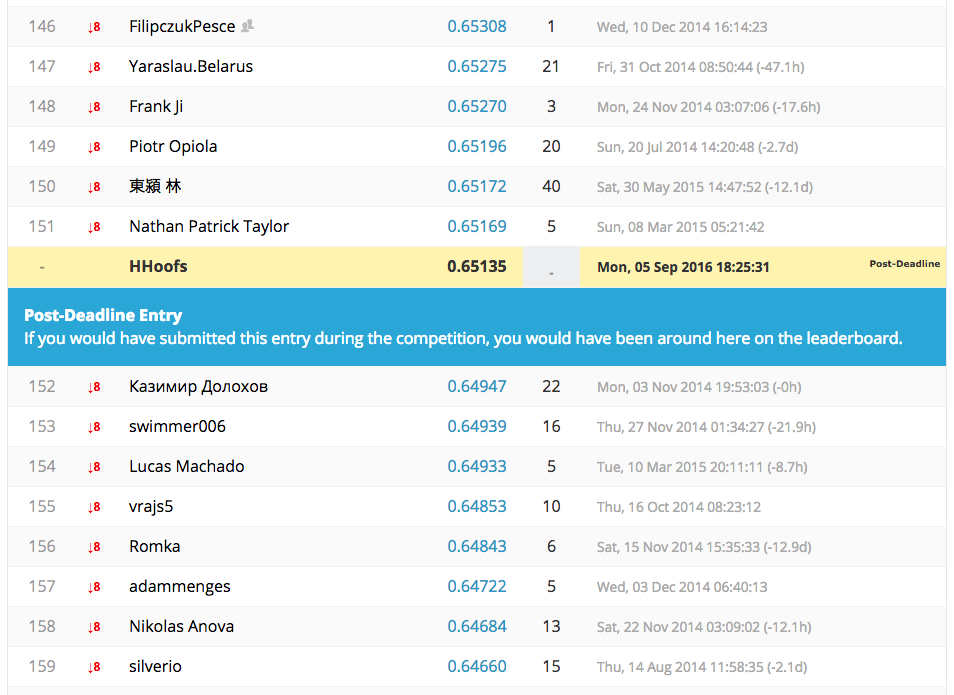 146 ↓8 FilipczukPesce 0.65308 1 Wed, 10 Dec 2014 16:14:23
147 ↓8 Yaraslau.Belarus 0.65275 21 Fri, 31 Oct 2014 08:50:44 (-47.1h)
148 ↓8 Frank Ji 0.65270 3 Mon, 24 Nov 2014 03:07:06 (-17.6h)
149 ↓8 Piotr Opiola 0.65196 20 Sun, 20 Jul 2014 14:20:48 (-2.7d)
150 ↓8 東潁 林 0.65172 40 Sat, 30 May 2015 14:47:52 (-12.1d)
151 ↓8 Nathan Patrick Taylor 0.65169 5 Sun, 08 Mar 2015 05:21:42
- HHoofs 0.65135 - Mon, 05 Sep 2016 18:25:31 Post-Deadline
Post-Deadline Entry
If you would have submitted this entry during the competition, you would have been around here on the leaderboard.
152 ↓8 Казимир Долохов 0.64947 22 Mon, 03 Nov 2014 19:53:03 (-0h)
153 ↓8 swimmer006 0.64939 16 Thu, 27 Nov 2014 01:34:27 (-21.9h)
154 ↓8 Lucas Machado 0.64933 5 Tue, 10 Mar 2015 20:11:11 (-8.7h)
155 ↓8 vrajs5 0.64853 10 Thu, 16 Oct 2014 08:23:12
156 ↓8 Romka 0.64843 6 Sat, 15 Nov 2014 15:35:33 (-12.9d)
157 ↓8 adammenges 0.64722 5 Wed, 03 Dec 2014 06:40:13
158 ↓8 Nikolas Anova 0.64684 13 Sat, 22 Nov 2014 03:09:02 (-12.1h)
159 ↓8 silverio 0.64660 15 Thu, 14 Aug 2014 11:58:35 (-2.1d)